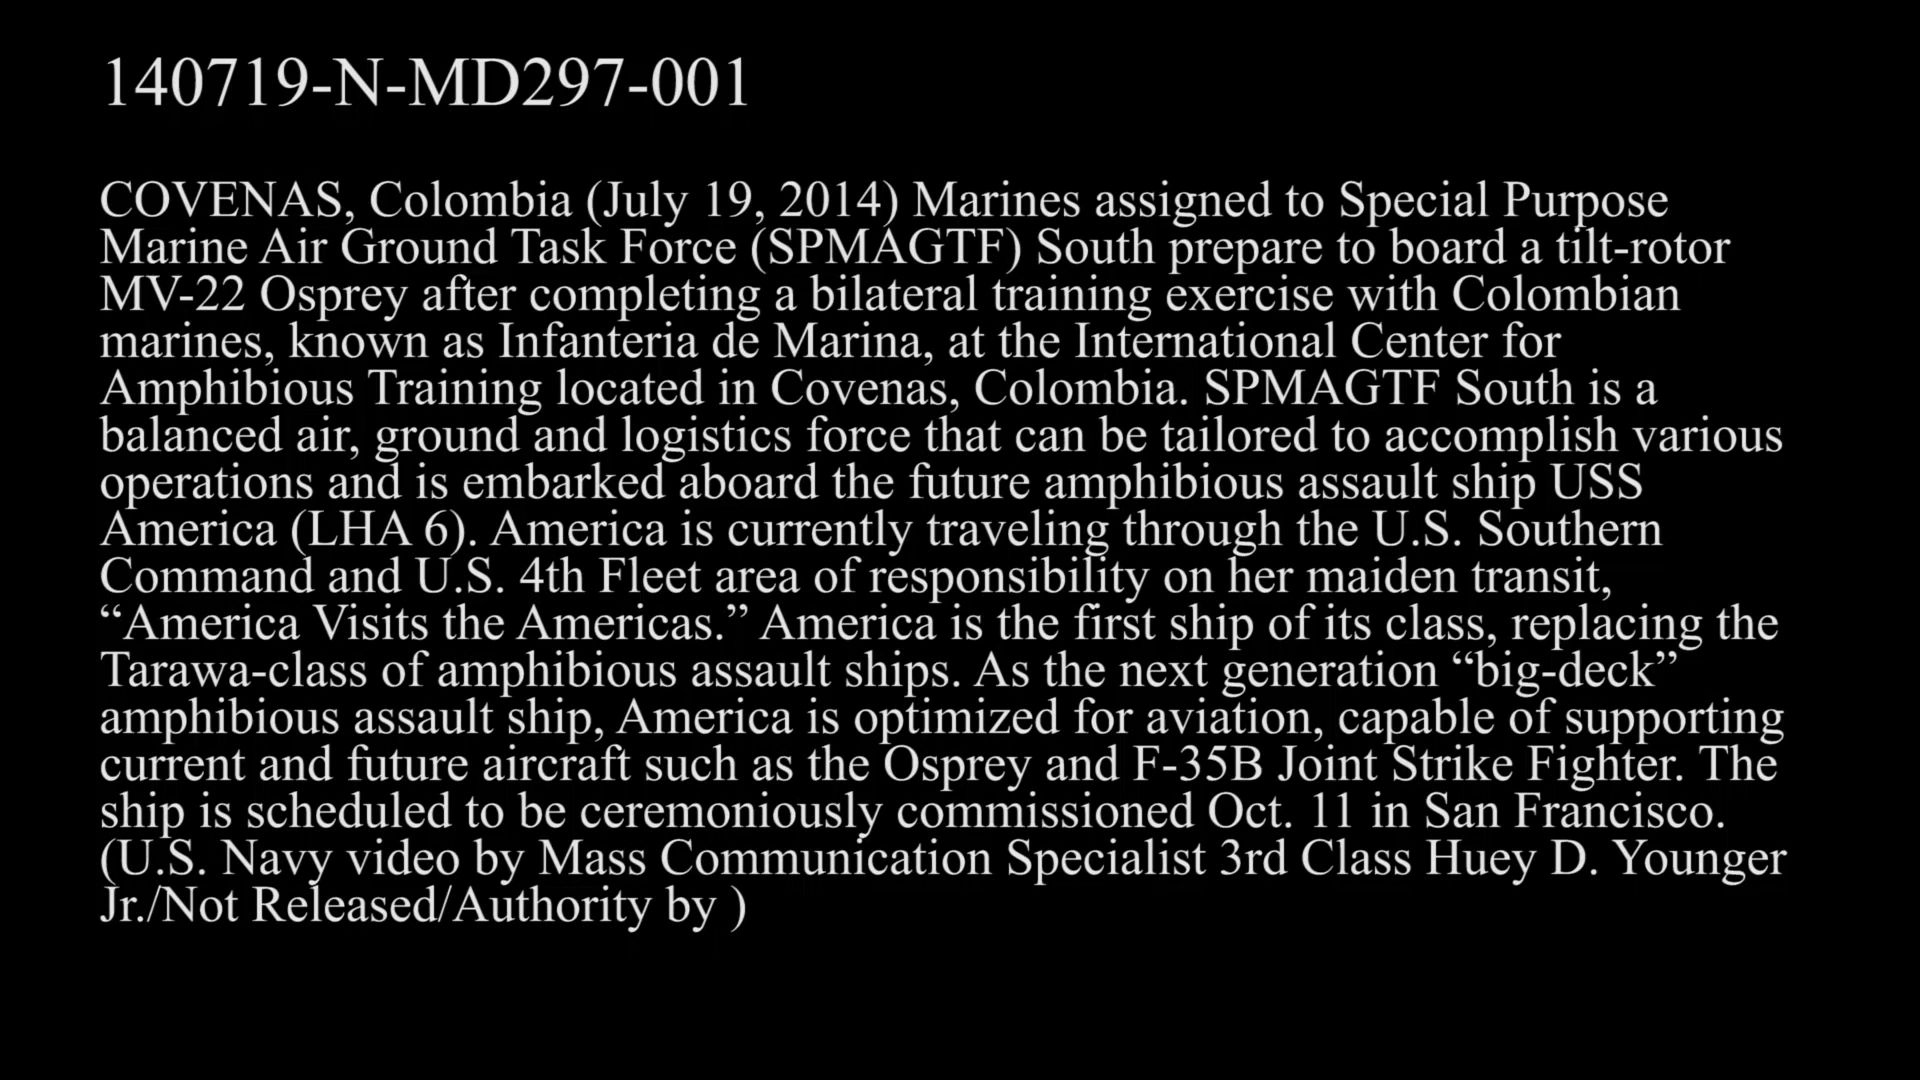 140719-N-MD297-001
COVENAS, Colombia (July 19, 2014) Marines assigned to Special Purpose
Marine Air Ground Task Force (SPMAGTF) South prepare to board a tilt-rotor
MV-22 Osprey after completing a bilateral training exercise with Colombian
marines, known as Infanteria de Marina, at the International Center for
Amphibious Training located in Covenas, Colombia. SPMAGTF South is a
balanced air, ground and logistics force that can be tailored to accomplish various
operations and is embarked aboard the future amphibious assault ship USS
America (LHA 6). America is currently traveling through the U.S. Southern
Command and U.S. 4th Fleet area of responsibility on her maiden transit,
“America Visits the Americas.” America is the first ship of its class, replacing the
Tarawa-class of amphibious assault ships. As the next generation “big-deck”
amphibious assault ship, America is optimized for aviation, capable of supporting
current and future aircraft such as the Osprey and F-35B Joint Strike Fighter. The
ship is scheduled to be ceremoniously commissioned Oct. 11 in San Francisco.
(U.S. Navy video by Mass Communication Specialist 3rd Class Huey D. Younger
Jr./Not Released/Authority by )